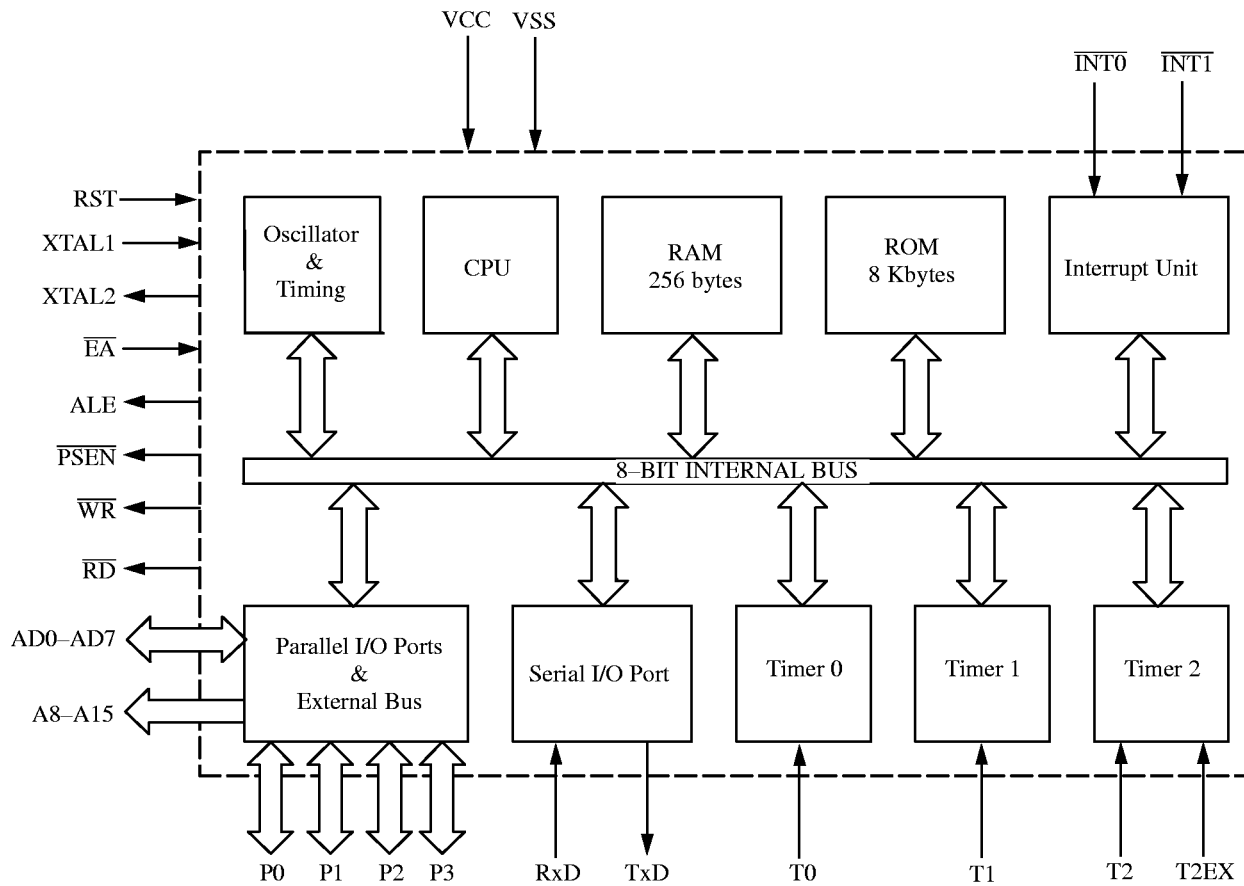 VCC VSS
INT0 INT1
RST
XTAL1
XTAL2
EA
ALE
PSEN
WR
RD
AD0–AD7
A8–A15
Oscillator
&
Timing
CPU
RAM
256 bytes
ROM
8 Kbytes
Interrupt Unit
8–BIT INTERNAL BUS
Parallel I/O Ports
&
External Bus
Serial I/O Port
Timer 0
Timer 1
Timer 2
P0 P1 P2 P3 RxD TxD T0 T1 T2 T2EX